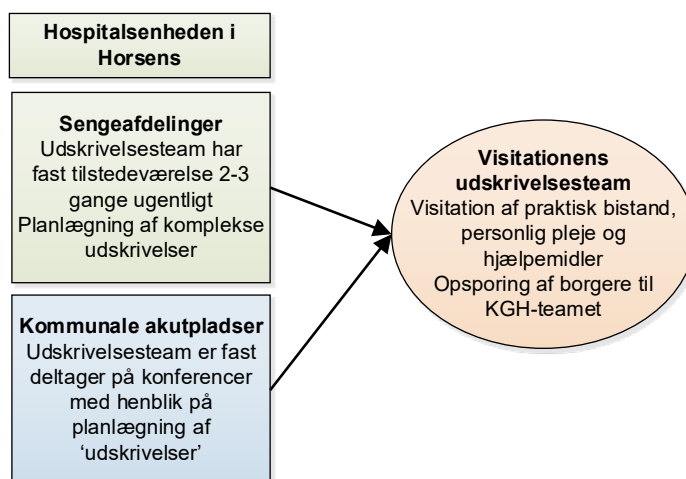 Hospitalsenheden i
Horsens
Sengeafdelinger
Udskrivelsesteam har
fast tilstedeværelse 2-3
gange ugentligt
Planlægning af komplekse
udskrivelser
Kommunale akutpladser
Udskrivelsesteam er fast
deltager på konferencer
med henblik på
planlægning af
‘udskrivelser’
Visitationens
udskrivelsesteam
Visitation af praktisk bistand,
personlig pleje og
hjælpemidler
Opsporing af borgere til
KGH-teamet